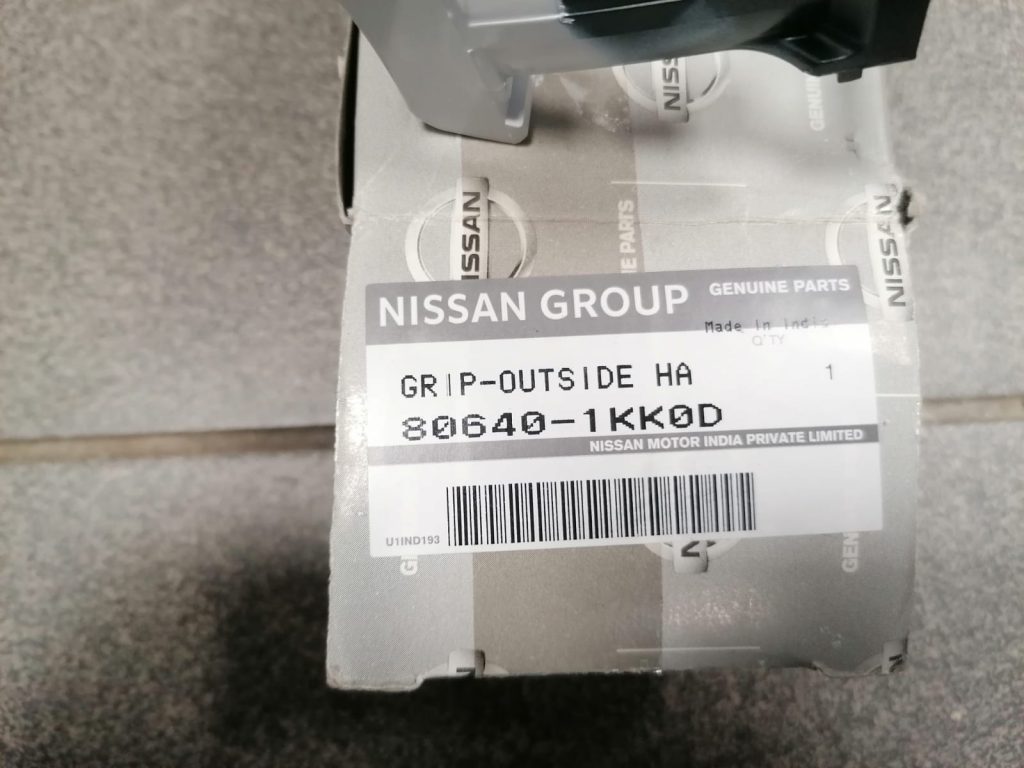 NISSAN
GENUINE
NISSAN
NE PARTS
NISSAN
NISSAN GROUP GENUINE PARTS
Made in India
Q'TY
GRIP-OUTSIDE HA 1
80640-1KK0D
NISSAN MOTOR INDIA PRIVATE LIMITED
U1IND193